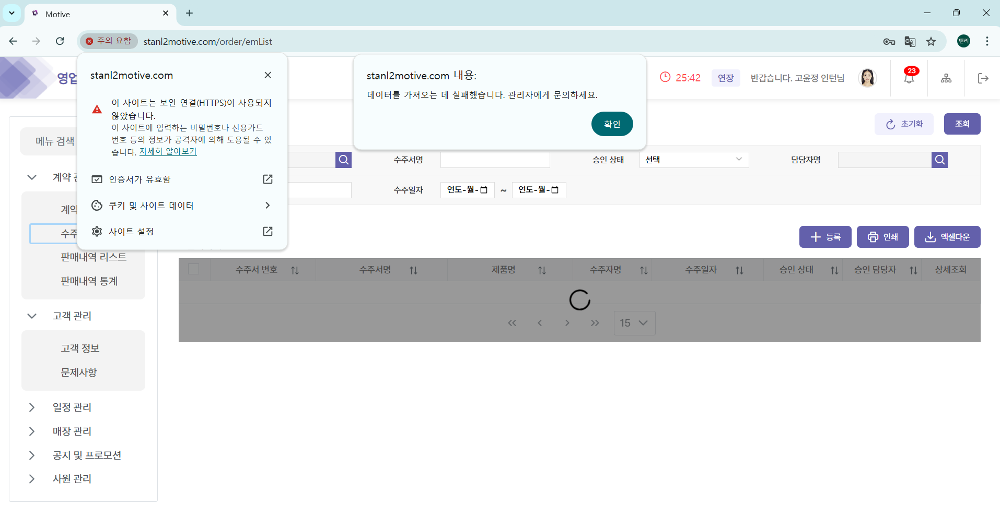 Motive
주의 요함
stanl2motive.com/order/emList
탠리
영업
25:42
연장
반갑습니다. 고윤정 인턴님
23
stanl2motive.com
이 사이트는 보안 연결(HTTPS)이 사용되지
않았습니다.
이 사이트에 입력하는 비밀번호나 신용카드
번호 등의 정보가 공격자에 의해 도용될 수 있
습니다. 자세히 알아보기
인증서가 유효함
쿠키 및 사이트 데이터
사이트 설정
stanl2motive.com 내용:
데이터를 가져오는 데 실패했습니다. 관리자에게 문의하세요.
확인
초기화
조회
메뉴 검색
계약
계약
수주
판매내역 리스트
판매내역 통계
고객 관리
고객 정보
문제사항
일정 관리
매장 관리
공지 및 프로모션
사원 관리
수주서명
승인 상태
선택
담당자명
수주일자
연도-월-
~
연도-월-
등록
인쇄
엑셀다운
수주서 번호
수주서명
제품명
수주자명
수주일자
승인 상태
승인 담당자
상세조회
15